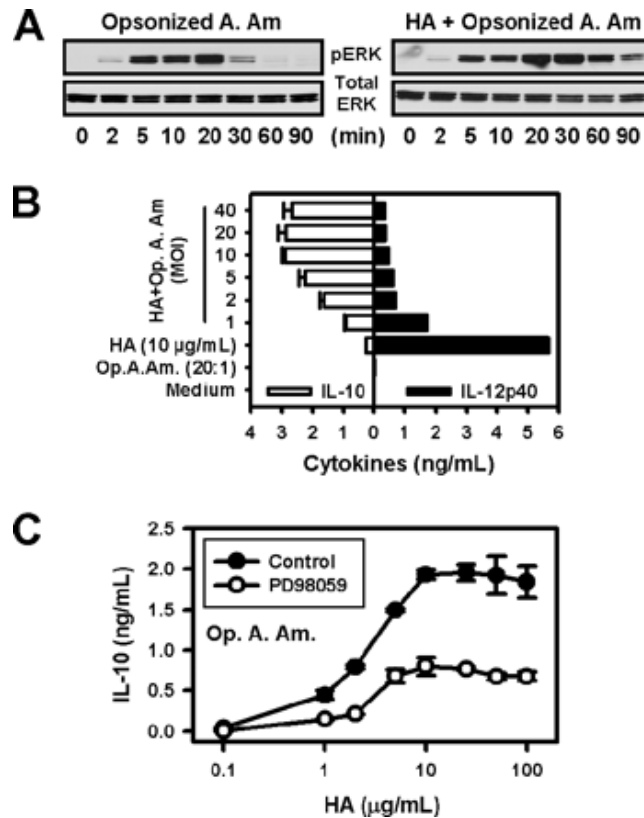 A
Opsonized A. Am
HA + Opsonized A. Am
pERK
Total
ERK
0 2 5 10 20 30 60 90 (min) 0 2 5 10 20 30 60 90
B
HA+Op. A. Am
(MOI)
40
20
10
5
2
1
HA (10 µg/mL)
Op.A.Am. (20:1)
Medium
IL-10
IL-12p40
4 3 2 1 0 1 2 3 4 5 6
Cytokines (ng/mL)
C
IL-10 (ng/mL)
2.5
2.0
1.5
1.0
0.5
0.0
Control
PD98059
Op. A. Am.
0.1 1 10 100
HA (µg/mL)